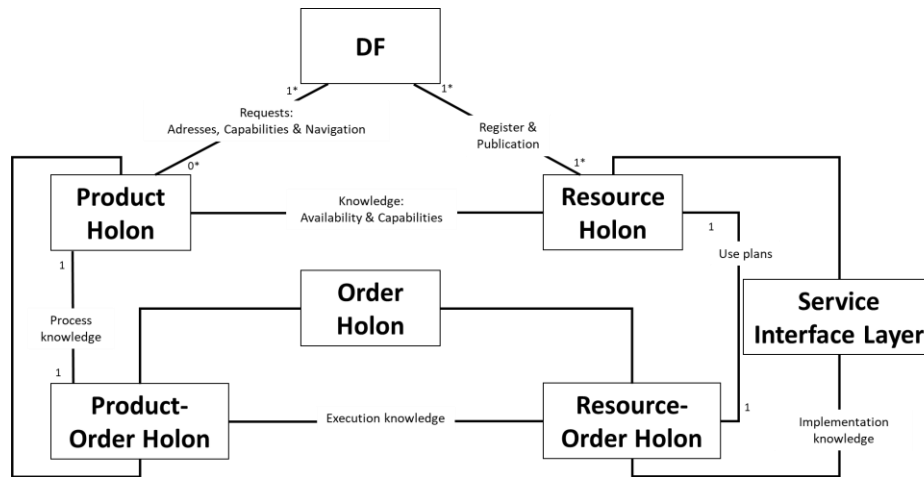 DF
1*
1*
Requests:
Adresses, Capabilities & Navigation
Register &
Publication
0*
1*
Product
Holon
Knowledge:
Availability & Capabilities
Resource
Holon
1
1
Use plans
Order
Holon
Service
Interface Layer
Process
knowledge
1
Product-
Order Holon
Execution knowledge
Resource-
Order Holon
1
Implementation
knowledge